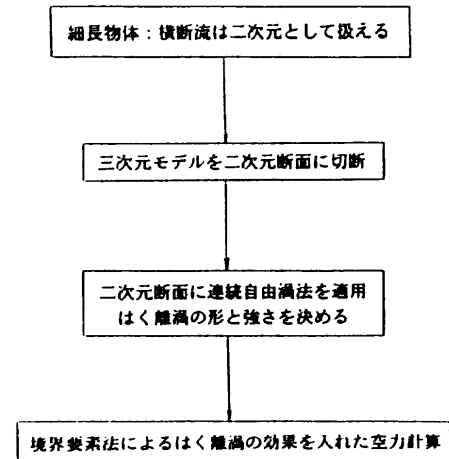 細長物体：横断流は二次元として扱える
三次元モデルを二次元断面に切断
二次元断面に連続自由渦法を適用
はく離渦の形と強さを決める
境界要素法によるはく離渦の効果を入れた空力計算